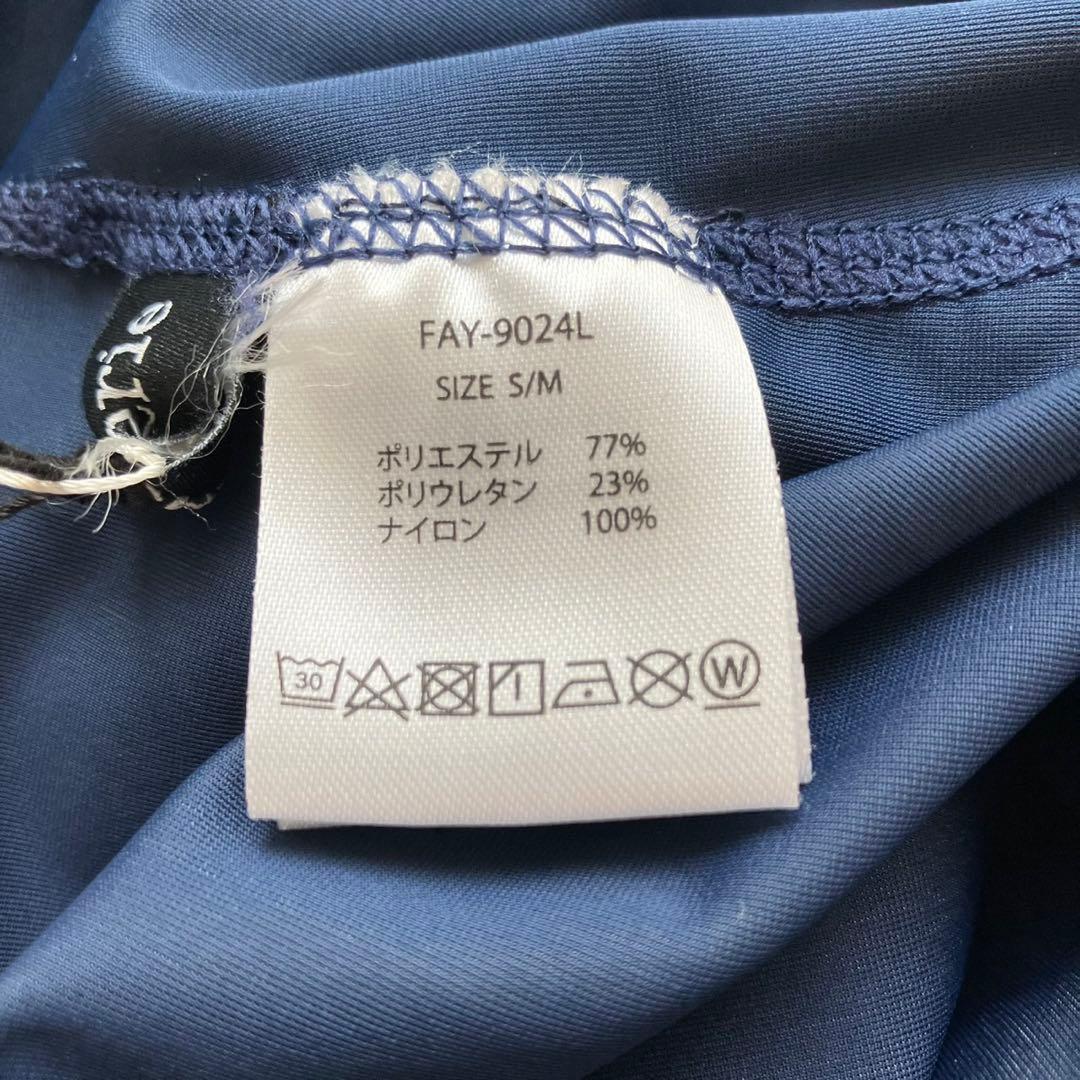 FAY-9024L
SIZE S/M
ポリエステル 77%
ポリウレタン 23%
ナイロン 100%
30
W